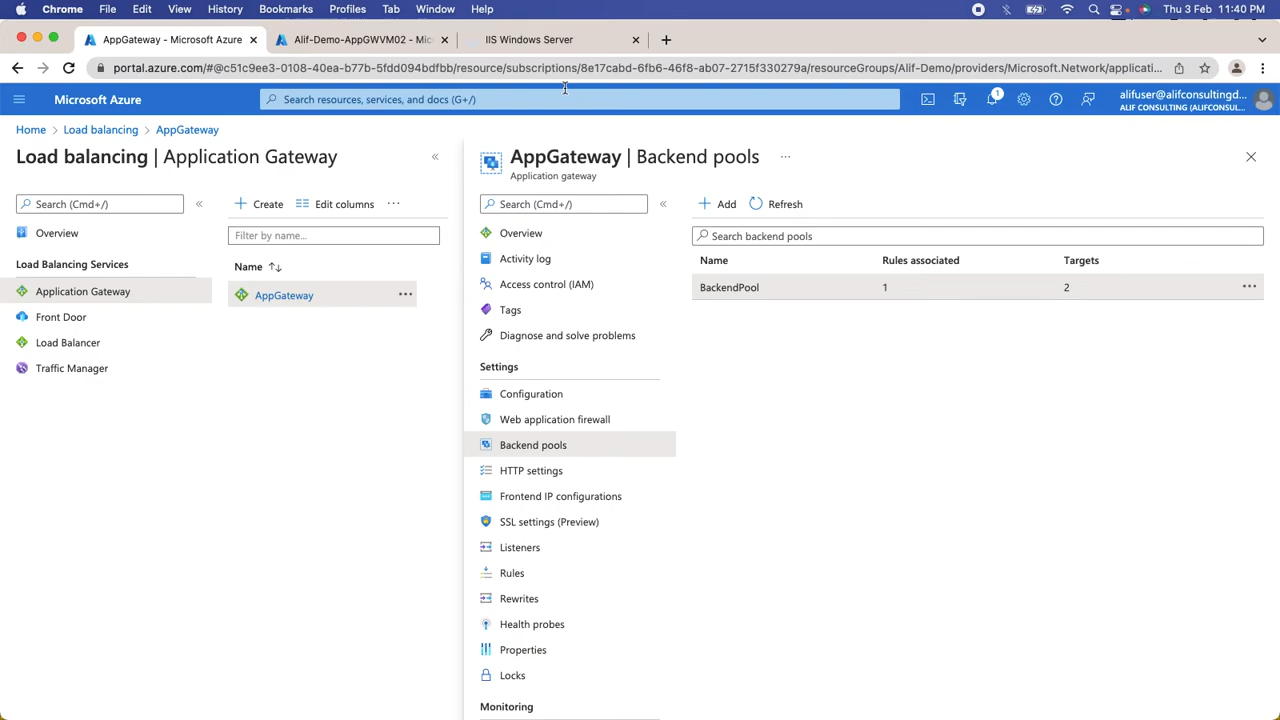 Chrome File Edit View History Bookmarks Profiles Tab Window Help Thu 3 Feb 11:40 PM
AppGateway - Microsoft Azure Alif-Demo-AppGWVM02 - Mic IIS Windows Server
portal.azure.com/#@c51c9ee3-0108-40ea-b77b-5fdd094bdfbb/resource/subscriptions/8e17cabd-6fb6-46f8-ab07-2715f330279a/resourceGroups/Alif-Demo/providers/Microsoft.Network/applicati...
Microsoft Azure Search resources, services, and docs (G+/) 1 alifuser@alifconsultingd...
ALIF CONSULTING (ALIFCONSULT...
Home > Load balancing > AppGateway
Load balancing | Application Gateway
Search (Cmd+/)
Overview
Load Balancing Services
Application Gateway
Front Door
Load Balancer
Traffic Manager
Create Edit columns ...
Filter by name...
Name
AppGateway ...
AppGateway | Backend pools ...
Application gateway
Search (Cmd+/)
Overview
Activity log
Access control (IAM)
Tags
Diagnose and solve problems
Settings
Configuration
Web application firewall
Backend pools
HTTP settings
Frontend IP configurations
SSL settings (Preview)
Listeners
Rules
Rewrites
Health probes
Properties
Locks
Monitoring
Add Refresh
Search backend pools
Name Rules associated Targets
BackendPool 1 2 ...